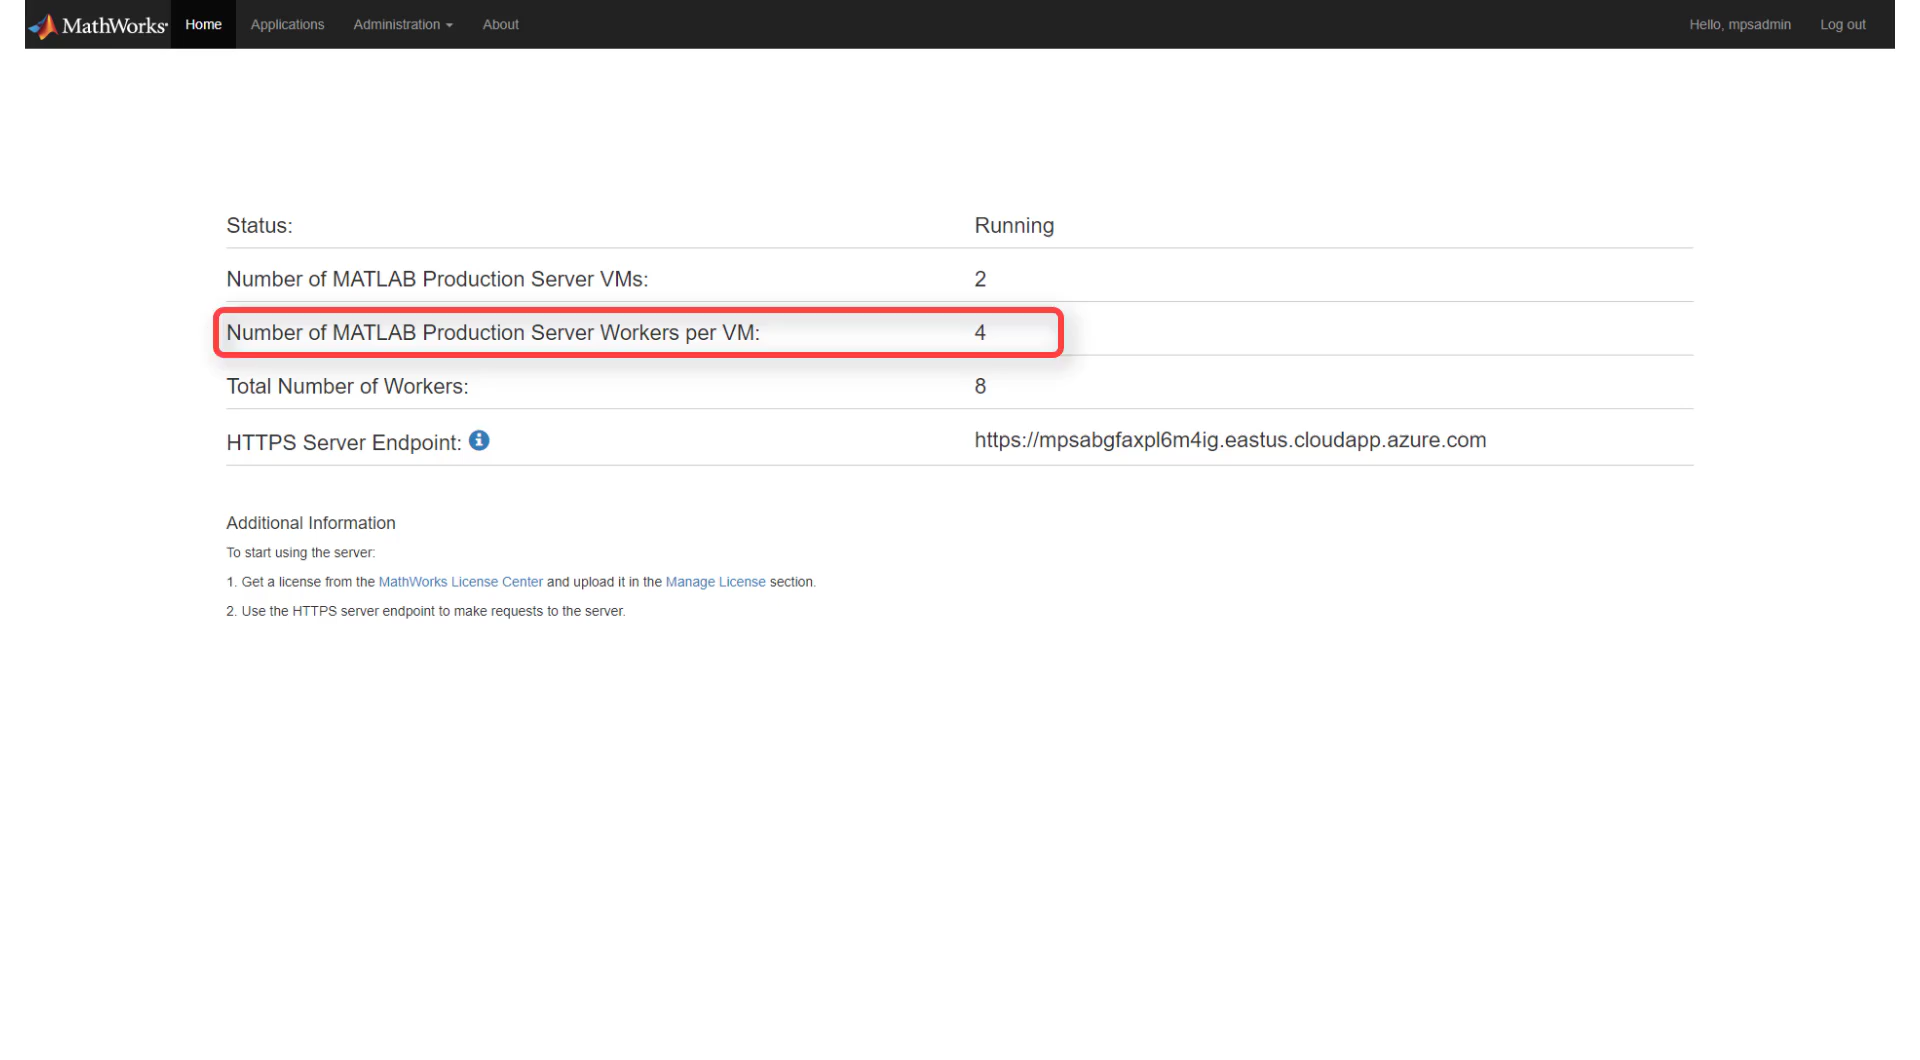 MathWorks® Home Applications Administration About Hello, mpsadmin Log out
Status: Running
Number of MATLAB Production Server VMs: 2
Number of MATLAB Production Server Workers per VM: 4
Total Number of Workers: 8
HTTPS Server Endpoint: https://mpsabgfaxpl6m4ig.eastus.cloudapp.azure.com
Additional Information
To start using the server:
1. Get a license from the MathWorks License Center and upload it in the Manage License section.
2. Use the HTTPS server endpoint to make requests to the server.